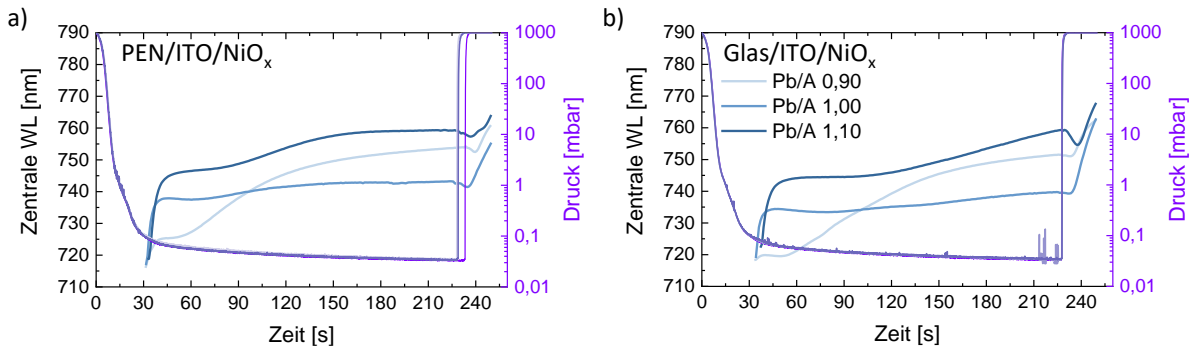 a)
PEN/ITO/NiOx
Zentrale WL [nm]
790
780
770
760
750
740
730
720
710
0 30 60 90 120 150 180 210 240
Zeit [s]
1000
100
10
1
0,1
0,01
Druck [mbar]
b)
Glas/ITO/NiOx
Pb/A 0,90
Pb/A 1,00
Pb/A 1,10
Zentrale WL [nm]
790
780
770
760
750
740
730
720
710
0 30 60 90 120 150 180 210 240
Zeit [s]
1000
100
10
1
0,1
0,01
Druck [mbar]